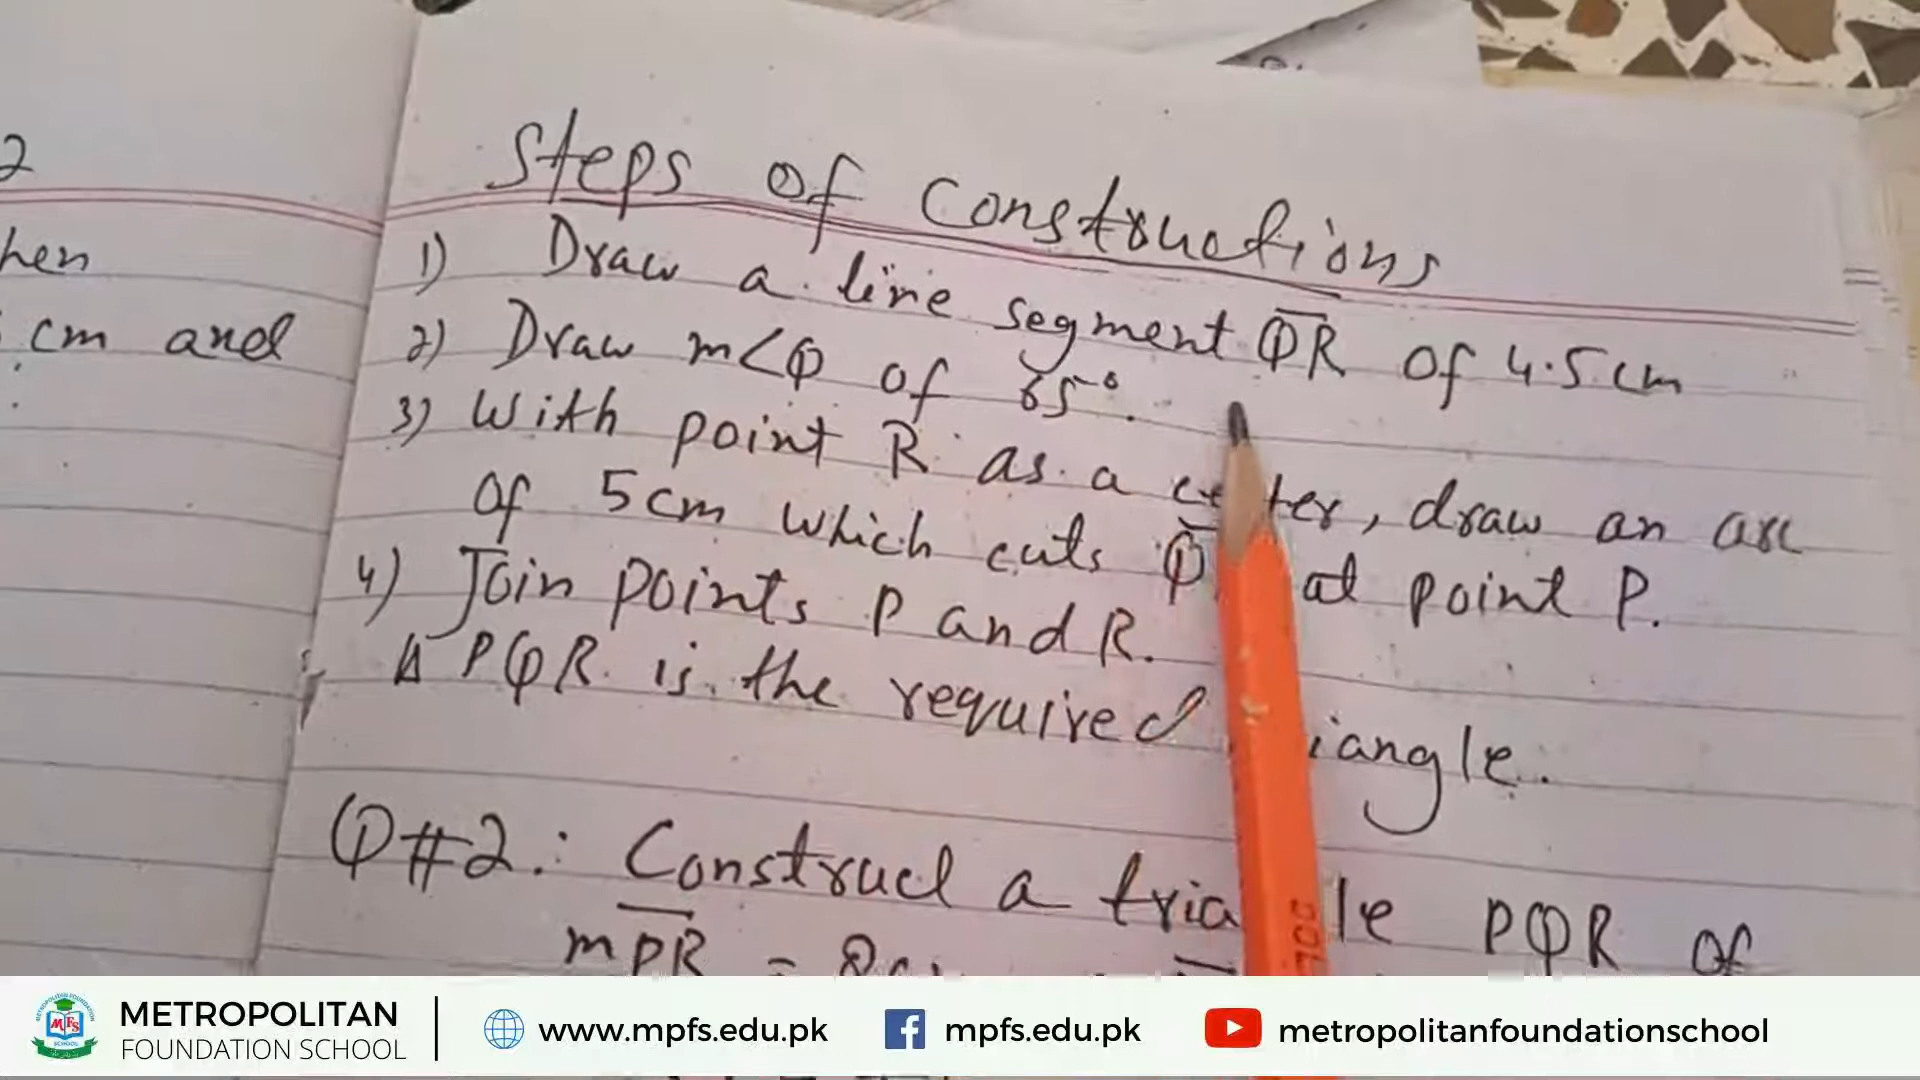 2
hen
cm and
Steps of Constructions
1) Draw a line segment QR of 4.5cm
2) Draw m<Q of 65°.
3) With point R as a center, draw an arc
of 5cm which cuts Q at point P.
4) Join points P and R.
Δ PQR is the required iangle.
Q#2: Construct a tria le PQR of
mPR =
METROPOLITAN
FOUNDATION SCHOOL
www.mpfs.edu.pk
mpfs.edu.pk
metropolitanfoundationschool